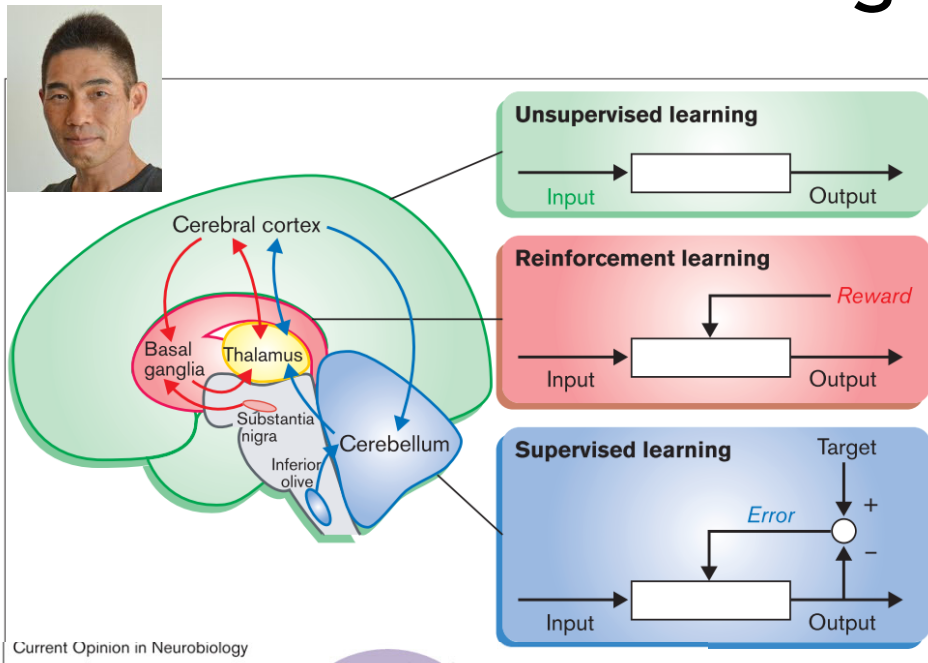 g
Unsupervised learning
Input
Output
Cerebral cortex
Reinforcement learning
Reward
Input
Output
Basal
ganglia
Thalamus
Substantia
nigra
Cerebellum
Inferior
olive
Supervised learning
Target
+
Error
−
Input
Output
Current Opinion in Neurobiology